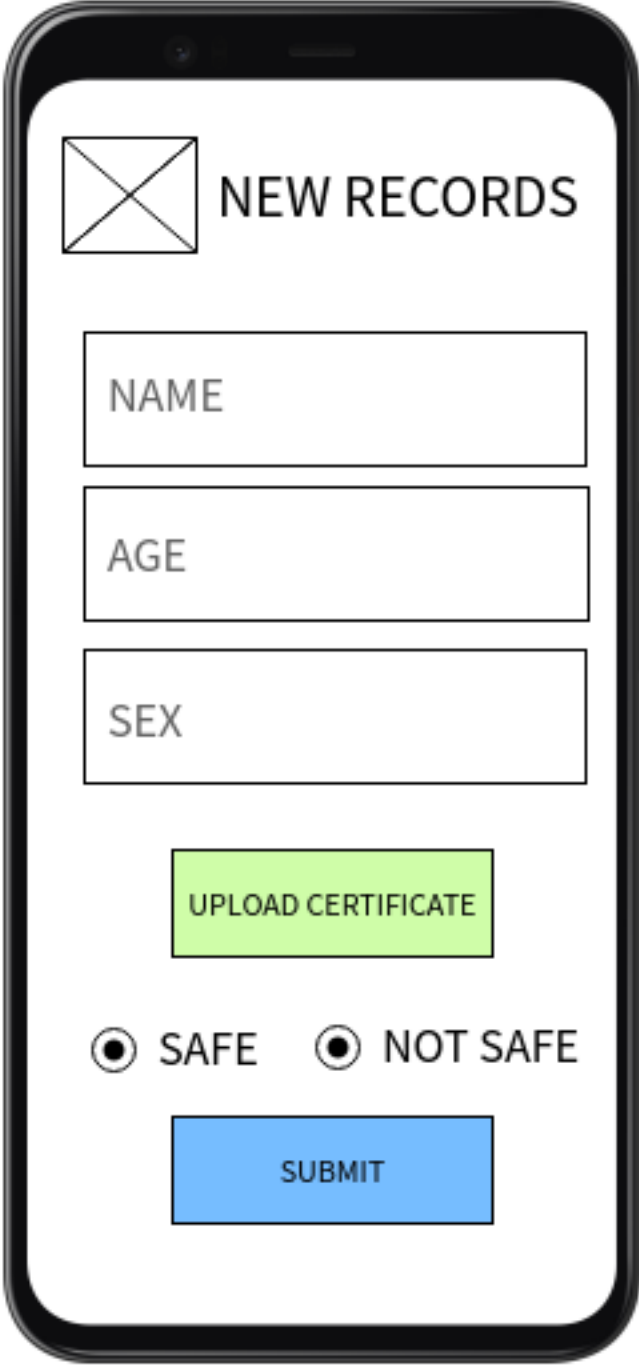 NEW RECORDS
NAME
AGE
SEX
UPLOAD CERTIFICATE
SAFE NOT SAFE
SUBMIT